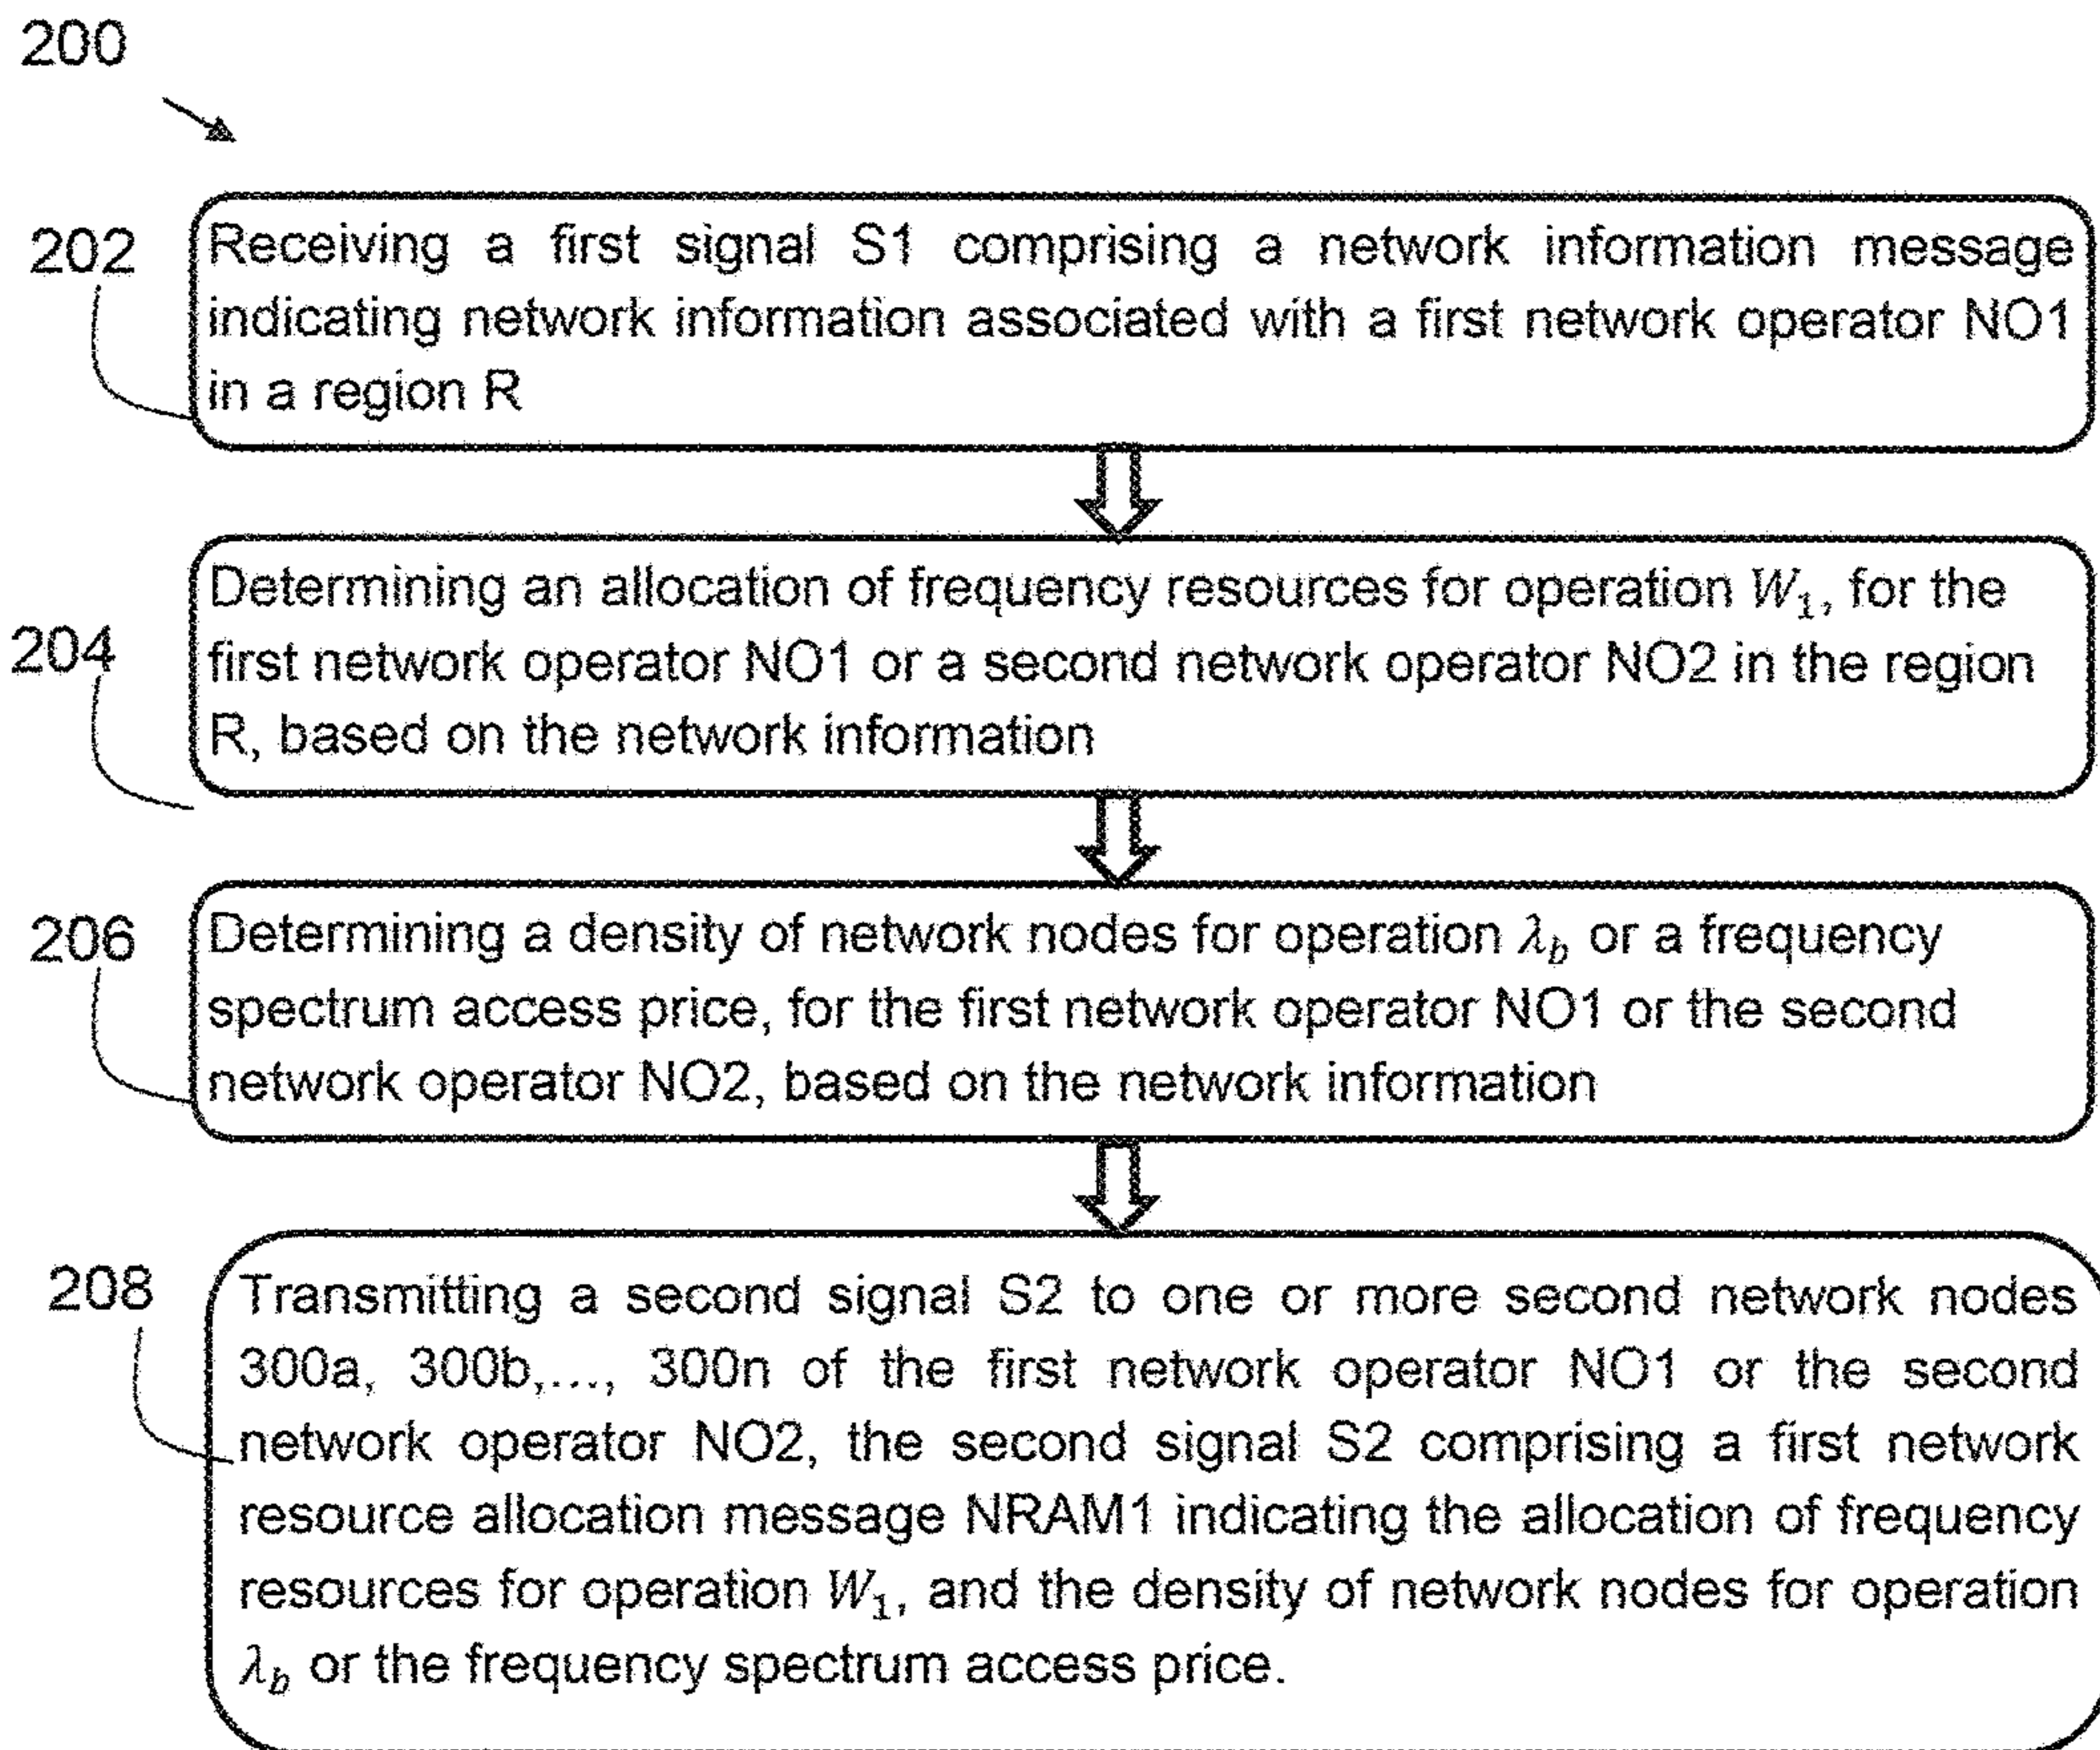 200
202
Receiving a first signal S1 comprising a network information message
indicating network information associated with a first network operator NO1
in a region R
204
Determining an allocation of frequency resources for operation W₁, for the
first network operator NO1 or a second network operator NO2 in the region
R, based on the network information
206
Determining a density of network nodes for operation λ_b or a frequency
spectrum access price, for the first network operator NO1 or the second
network operator NO2, based on the network information
208
Transmitting a second signal S2 to one or more second network nodes
300a, 300b,..., 300n of the first network operator NO1 or the second
network operator NO2, the second signal S2 comprising a first network
resource allocation message NRAM1 indicating the allocation of frequency
resources for operation W₁, and the density of network nodes for operation
λ_b or the frequency spectrum access price.